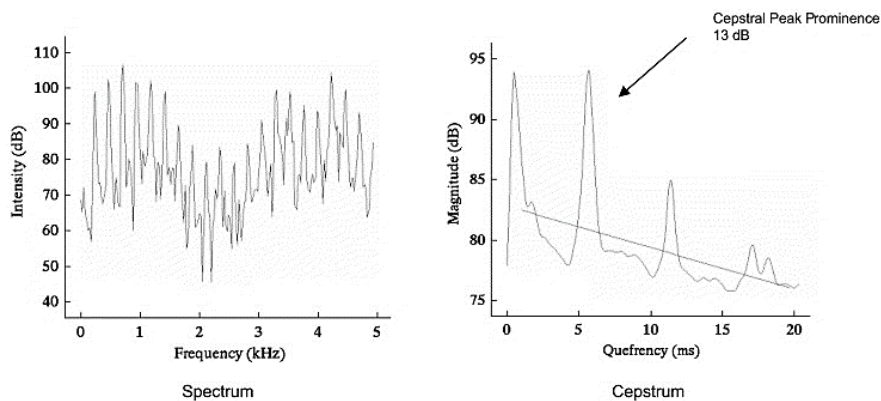 Cepstral Peak Prominence
13 dB
110
100
90
80
70
60
50
40
Intensity (dB)
0 1 2 3 4 5
Frequency (kHz)
Spectrum
95
90
85
80
75
Magnitude (dB)
0 5 10 15 20
Quefrency (ms)
Cepstrum